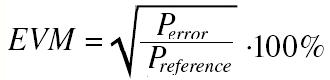 EVM = √(P_error / P_reference) · 100%